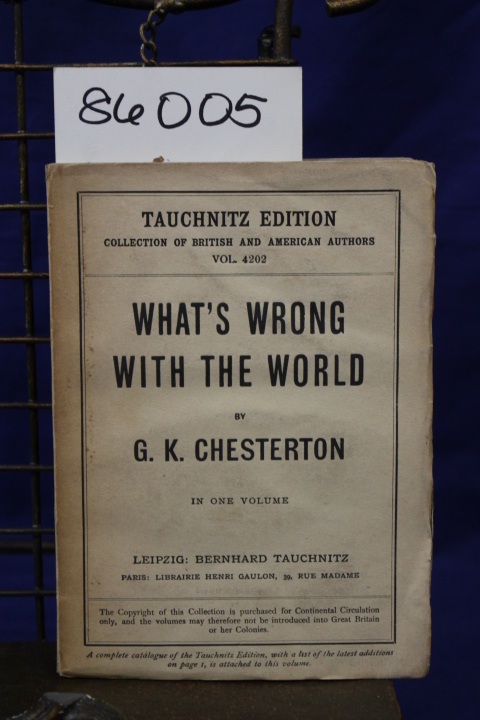 86005
TAUCHNITZ EDITION
COLLECTION OF BRITISH AND AMERICAN AUTHORS
VOL. 4202
WHAT'S WRONG
WITH THE WORLD
BY
G. K. CHESTERTON
IN ONE VOLUME
LEIPZIG: BERNHARD TAUCHNITZ
PARIS: LIBRAIRIE HENRI GAULON, 39, RUE MADAME
The Copyright of this Collection is purchased for Continental Circulation
only, and the volumes may therefore not be introduced into Great Britain
or her Colonies.
A complete catalogue of the Tauchnitz Edition, with a list of the latest additions
on page 1, is attached to this volume.